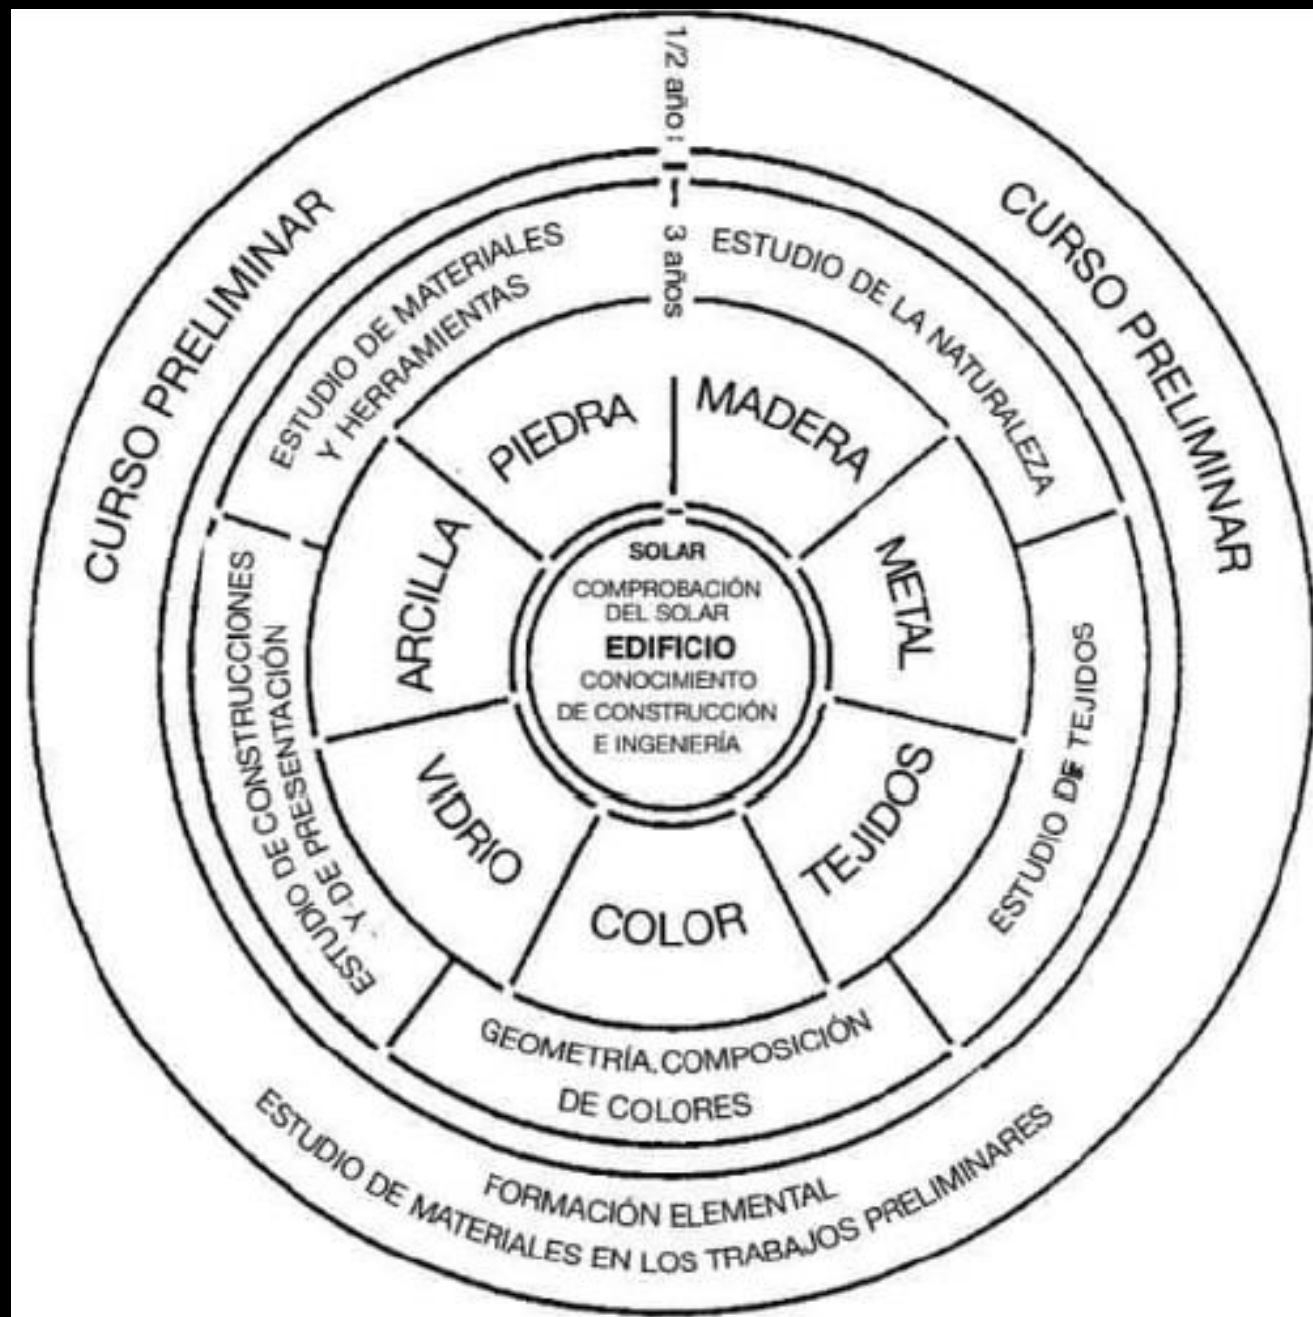 1/2 año
CURSO PRELIMINAR
CURSO PRELIMINAR
3 años
ESTUDIO DE MATERIALES
Y HERRAMIENTAS
ESTUDIO DE LA NATURALEZA
PIEDRA
MADERA
ARCILLA
METAL
SOLAR
COMPROBACIÓN
DEL SOLAR
EDIFICIO
CONOCIMIENTO
DE CONSTRUCCIÓN
E INGENERÍA
ESTUDIO DE CONSTRUCCIONES
Y DE PRESENTACIÓN
ESTUDIO DE TEJIDOS
VIDRIO
TEJIDOS
COLOR
GEOMETRÍA.COMPOSICIÓN
DE COLORES
FORMACIÓN ELEMENTAL
ESTUDIO DE MATERIALES EN LOS TRABAJOS PRELIMINARES